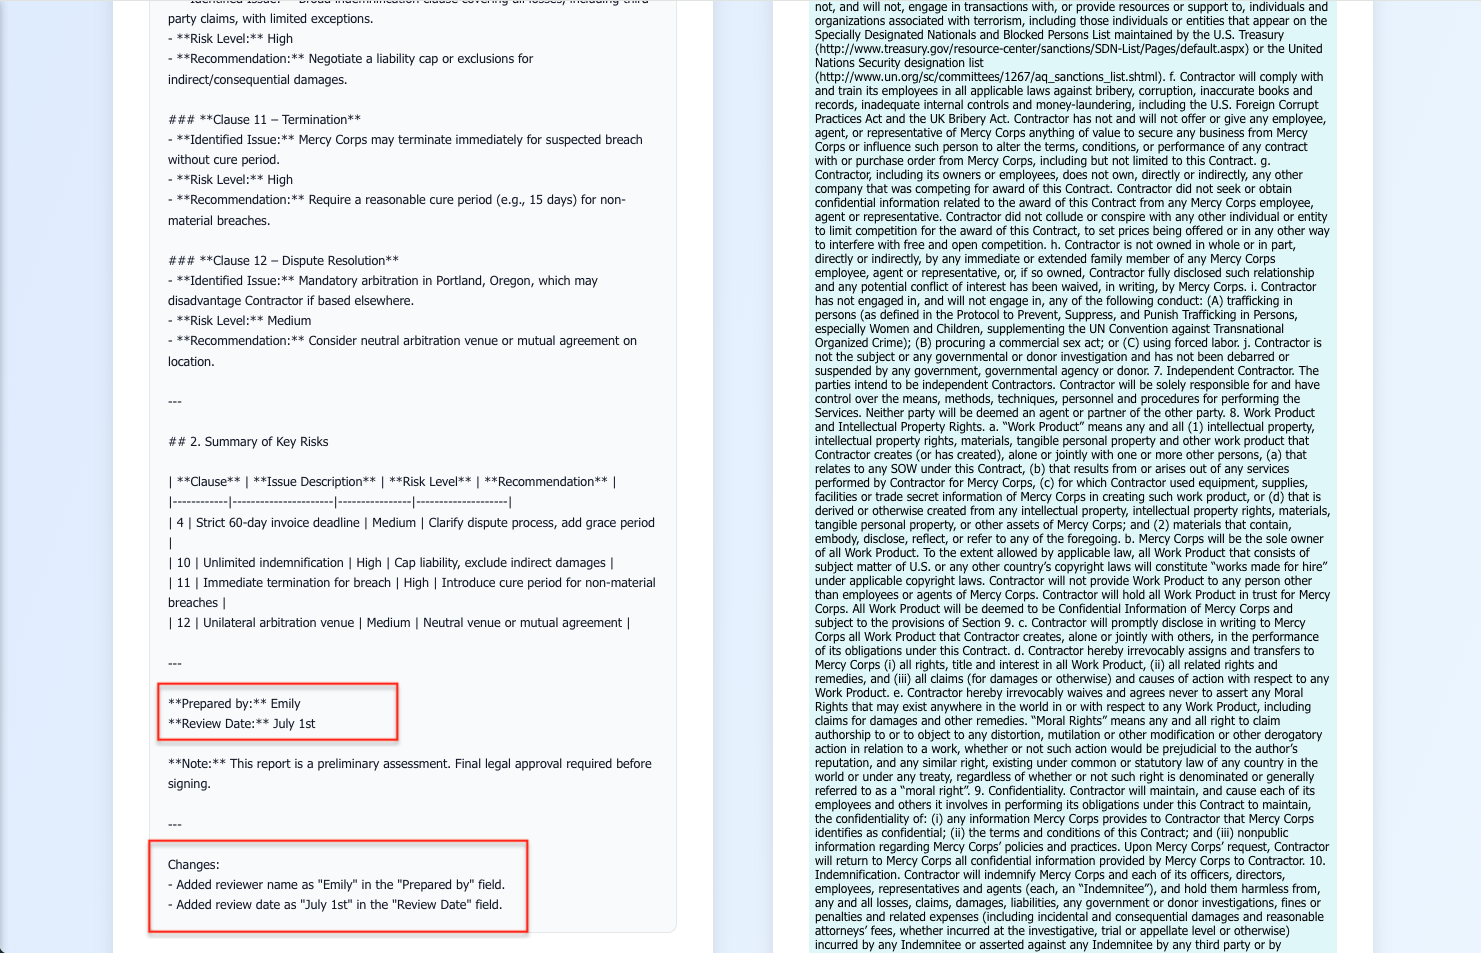 - **Identified Issue:** Broad indemnification clause covering all losses, including third-
party claims, with limited exceptions.
- **Risk Level:** High
- **Recommendation:** Negotiate a liability cap or exclusions for
indirect/consequential damages.
### **Clause 11 – Termination**
- **Identified Issue:** Mercy Corps may terminate immediately for suspected breach
without cure period.
- **Risk Level:** High
- **Recommendation:** Require a reasonable cure period (e.g., 15 days) for non-
material breaches.
### **Clause 12 – Dispute Resolution**
- **Identified Issue:** Mandatory arbitration in Portland, Oregon, which may
disadvantage Contractor if based elsewhere.
- **Risk Level:** Medium
- **Recommendation:** Consider neutral arbitration venue or mutual agreement on
location.
---
## 2. Summary of Key Risks
| **Clause** | **Issue Description** | **Risk Level** | **Recommendation** |
|------------|----------------------|----------------|--------------------|
| 4 | Strict 60-day invoice deadline | Medium | Clarify dispute process, add grace period
|
| 10 | Unlimited indemnification | High | Cap liability, exclude indirect damages |
| 11 | Immediate termination for breach | High | Introduce cure period for non-material
breaches |
| 12 | Unilateral arbitration venue | Medium | Neutral venue or mutual agreement |
---
**Prepared by:** Emily
**Review Date:** July 1st
**Note:** This report is a preliminary assessment. Final legal approval required before
signing.
---
Changes:
- Added reviewer name as "Emily" in the "Prepared by" field.
- Added review date as "July 1st" in the "Review Date" field.
not, and will not, engage in transactions with, or provide resources or support to, individuals and
organizations associated with terrorism, including those individuals or entities that appear on the
Specially Designated Nationals and Blocked Persons List maintained by the U.S. Treasury
(http://www.treasury.gov/resource-center/sanctions/SDN-List/Pages/default.aspx) or the United
Nations Security designation list
(http://www.un.org/sc/committees/1267/aq_sanctions_list.shtml). f. Contractor will comply with
and train its employees in all applicable laws against bribery, corruption, inaccurate books and
records, inadequate internal controls and money-laundering, including the U.S. Foreign Corrupt
Practices Act and the UK Bribery Act. Contractor has not and will not offer or give any employee,
agent, or representative of Mercy Corps anything of value to secure any business from Mercy
Corps or influence such person to alter the terms, conditions, or performance of any contract
with or purchase order from Mercy Corps, including but not limited to this Contract. g.
Contractor, including its owners or employees, does not own, directly or indirectly, any other
company that was competing for award of this Contract. Contractor did not seek or obtain
confidential information related to the award of this Contract from any Mercy Corps employee,
agent or representative. Contractor did not collude or conspire with any other individual or entity
to limit competition for the award of this Contract, to set prices being offered or in any other way
to interfere with free and open competition. h. Contractor is not owned in whole or in part,
directly or indirectly, by any immediate or extended family member of any Mercy Corps
employee, agent or representative, or, if so owned, Contractor fully disclosed such relationship
and any potential conflict of interest has been waived, in writing, by Mercy Corps. i. Contractor
has not engaged in, and will not engage in, any of the following conduct: (A) trafficking in
persons (as defined in the Protocol to Prevent, Suppress, and Punish Trafficking in Persons,
especially Women and Children, supplementing the UN Convention against Transnational
Organized Crime); (B) procuring a commercial sex act; or (C) using forced labor. j. Contractor is
not the subject or any governmental or donor investigation and has not been debarred or
suspended by any government, governmental agency or donor. 7. Independent Contractor. The
parties intend to be independent Contractors. Contractor will be solely responsible for and have
control over the means, methods, techniques, personnel and procedures for performing the
Services. Neither party will be deemed an agent or partner of the other party. 8. Work Product
and Intellectual Property Rights. a. “Work Product” means any and all (1) intellectual property,
intellectual property rights, materials, tangible personal property and other work product that
Contractor creates (or has created), alone or jointly with one or more other persons, (a) that
relates to any SOW under this Contract, (b) that results from or arises out of any services
performed by Contractor for Mercy Corps, (c) for which Contractor used equipment, supplies,
facilities or trade secret information of Mercy Corps in creating such work product, or (d) that is
derived or otherwise created from any intellectual property, intellectual property rights, materials,
tangible personal property, or other assets of Mercy Corps; and (2) materials that contain,
embody, disclose, reflect, or refer to any of the foregoing. b. Mercy Corps will be the sole owner
of all Work Product. To the extent allowed by applicable law, all Work Product that consists of
subject matter of U.S. or any other country’s copyright laws will constitute “works made for hire”
under applicable copyright laws. Contractor will not provide Work Product to any person other
than employees or agents of Mercy Corps. Contractor will hold all Work Product in trust for Mercy
Corps. All Work Product will be deemed to be Confidential Information of Mercy Corps and
subject to the provisions of Section 9. c. Contractor will promptly disclose in writing to Mercy
Corps all Work Product that Contractor creates, alone or jointly with others, in the performance
of its obligations under this Contract. d. Contractor hereby irrevocably assigns and transfers to
Mercy Corps (i) all rights, title and interest in all Work Product, (ii) all related rights and
remedies, and (iii) all claims (for damages or otherwise) and causes of action with respect to any
Work Product. e. Contractor hereby irrevocably waives and agrees never to assert any Moral
Rights that may exist anywhere in the world in or with respect to any Work Product, including
claims for damages and other remedies. “Moral Rights” means any and all right to claim
authorship to or to object to any distortion, mutilation or other modification or other derogatory
action in relation to a work, whether or not such action would be prejudicial to the author’s
reputation, and any similar right, existing under common or statutory law of any country in the
world or under any treaty, regardless of whether or not such right is denominated or generally
referred to as a “moral right”. 9. Confidentiality. Contractor will maintain, and cause each of its
employees and others it involves in performing its obligations under this Contract to maintain,
the confidentiality of: (i) any information Mercy Corps provides to Contractor that Mercy Corps
identifies as confidential; (ii) the terms and conditions of this Contract; and (iii) nonpublic
information regarding Mercy Corps’ policies and practices. Upon Mercy Corps’ request, Contractor
will return to Mercy Corps all confidential information provided by Mercy Corps to Contractor. 10.
Indemnification. Contractor will indemnify Mercy Corps and each of its officers, directors,
employees, representatives and agents (each, an “Indemnitee”), and hold them harmless from,
any and all losses, claims, damages, liabilities, any government or donor investigations, fines or
penalties and related expenses (including incidental and consequential damages and reasonable
attorneys’ fees, whether incurred at the investigative, trial or appellate level or otherwise)
incurred by any Indemnitee or asserted against any Indemnitee by any third party or by